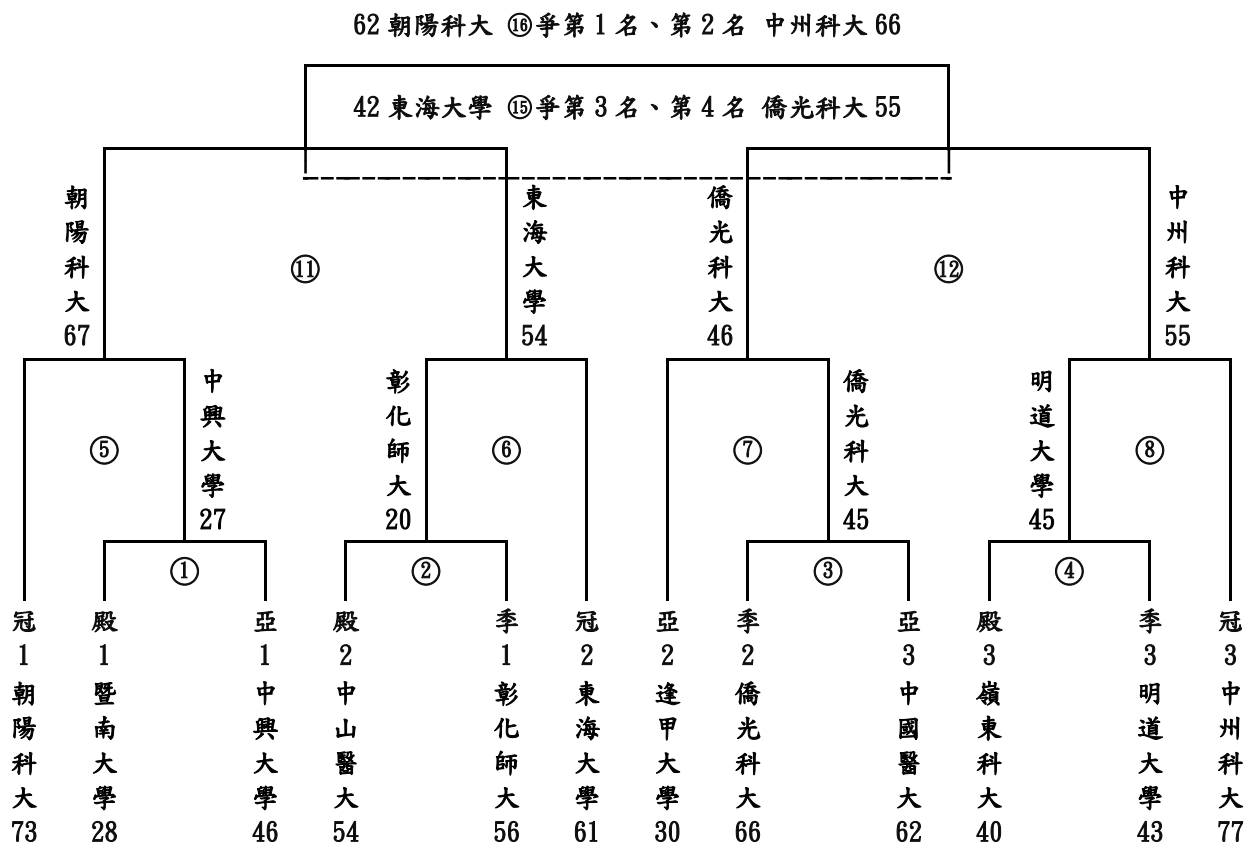 62 朝陽科大 ⑯爭第 1 名、第 2 名 中州科大 66
42 東海大學 ⑮爭第 3 名、第 4 名 僑光科大 55
朝陽科大 67
⑪
東海大學 54
僑光科大 46
⑫
中州科大 55
⑤
中興大學 27
彰化師大 20
⑥
⑦
僑光科大 45
明道大學 45
⑧
①
②
③
④
冠 1 朝陽科大 73
殿 1 暨南大學 28
亞 1 中興大學 46
殿 2 中山醫大 54
季 1 彰化師大 56
冠 2 東海大學 61
亞 2 逢甲大學 30
季 2 僑光科大 66
亞 3 中國醫大 62
殿 3 嶺東科大 40
季 3 明道大學 43
冠 3 中州科大 77